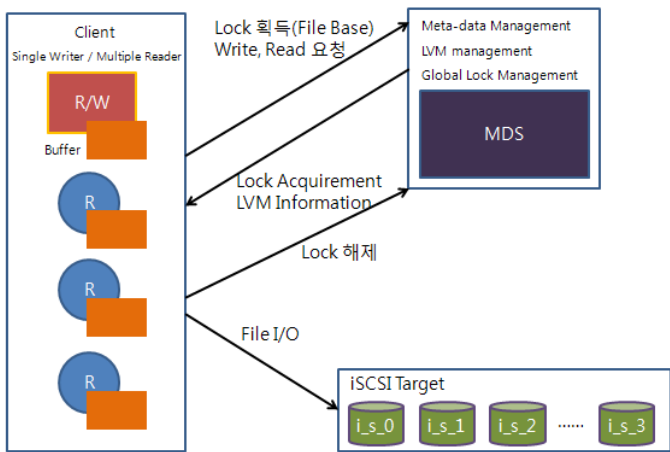 Client
Single Writer / Multiple Reader
R/W
Buffer
R
R
R
Lock 획득(File Base)
Write, Read 요청
Lock Acquirement
LVM Information
Lock 해제
File I/O
Meta-data Management
LVM management
Global Lock Management
MDS
iSCSI Target
i_s_0
i_s_1
i_s_2
......
i_s_3